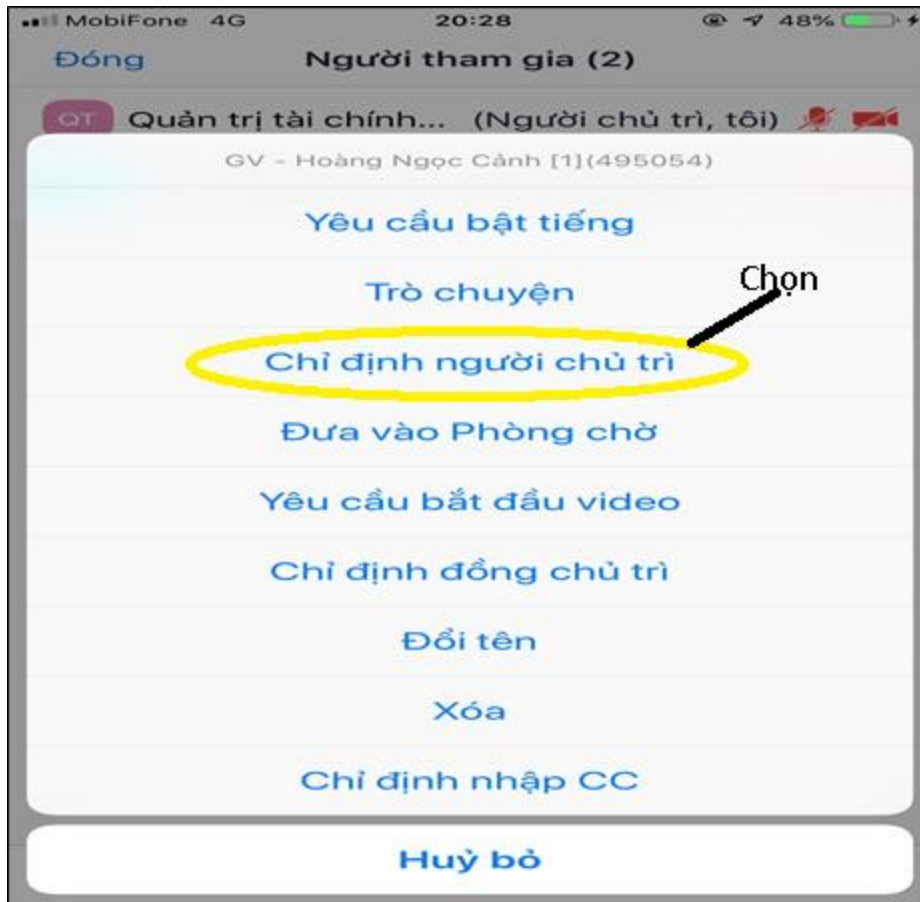 MobiFone 4G 20:28 48%
Đóng Người tham gia (2)
QT Quản trị tài chính... (Người chủ trì, tôi)
GV - Hoàng Ngọc Cảnh [1](495054)
Yêu cầu bật tiếng
Chọn
Trò chuyện
Chỉ định người chủ trì
Đưa vào Phòng chờ
Yêu cầu bắt đầu video
Chỉ định đồng chủ trì
Đổi tên
Xóa
Chỉ định nhập CC
Huỷ bỏ